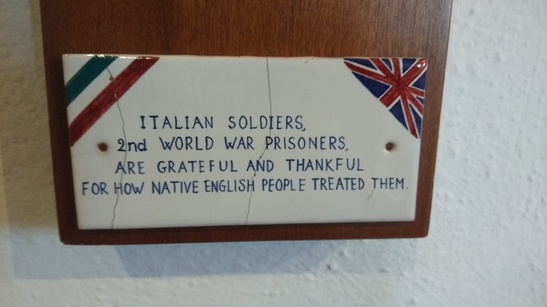 ITALIAN SOLDIERS,
2nd WORLD WAR PRISONERS,
ARE GRATEFUL AND THANKFUL
FOR HOW NATIVE ENGLISH PEOPLE TREATED THEM.